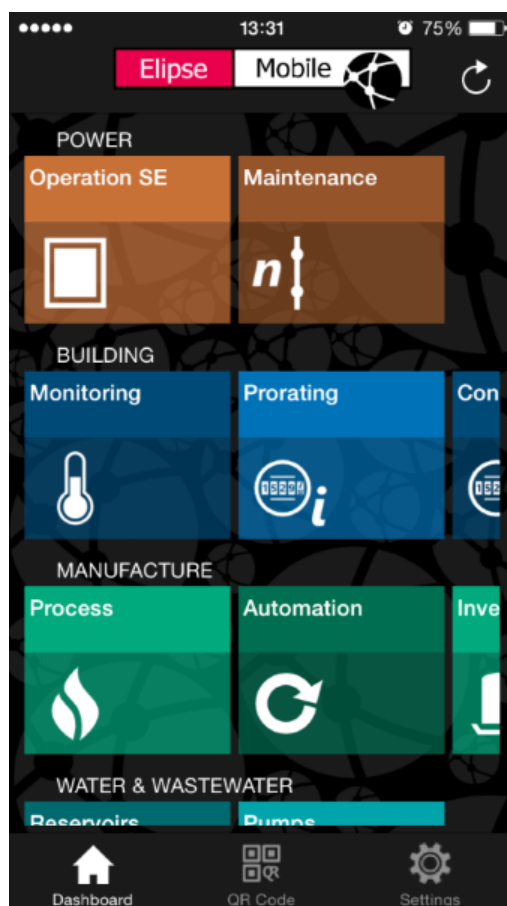 13:31 75%
Elipse Mobile
POWER
Operation SE Maintenance
BUILDING
Monitoring Prorating Con
MANUFACTURE
Process Automation Inve
WATER & WASTEWATER
Reservoirs Pumps
Dashboard QR Code Settings